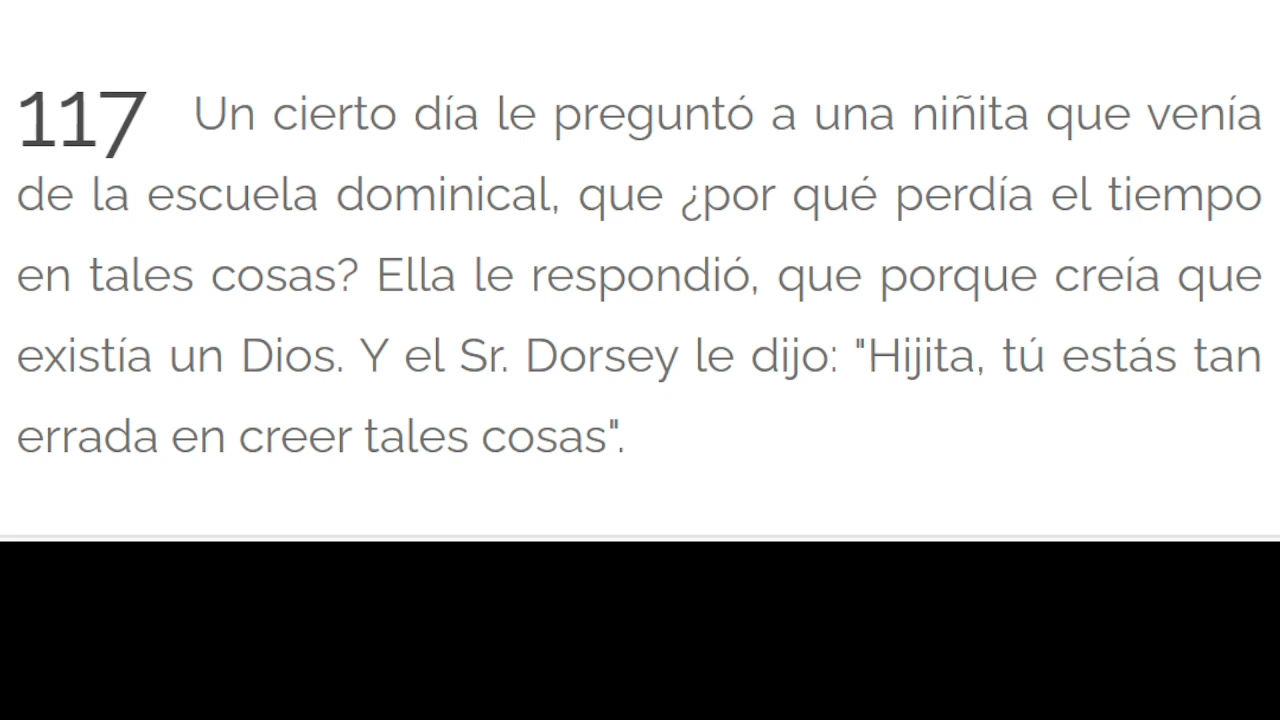 117 Un cierto día le preguntó a una niñita que venía
de la escuela dominical, que ¿por qué perdía el tiempo
en tales cosas? Ella le respondió, que porque creía que
existía un Dios. Y el Sr. Dorsey le dijo: "Hijita, tú estás tan
errada en creer tales cosas".